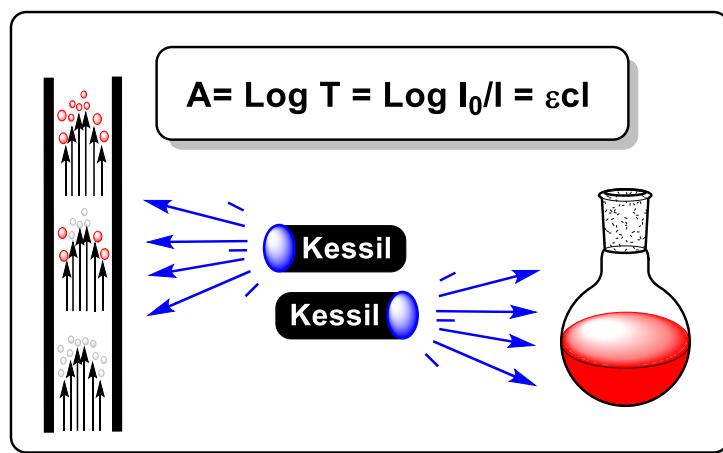 A= Log T = Log I₀/I = εcl
Kessil
Kessil